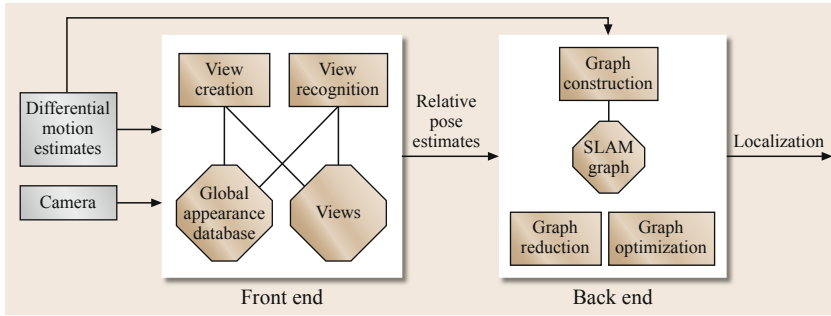 Differential
motion
estimates
Camera
View
creation
View
recognition
Global
appearance
database
Views
Front end
Relative
pose
estimates
Graph
construction
SLAM
graph
Graph
reduction
Graph
optimization
Back end
Localization